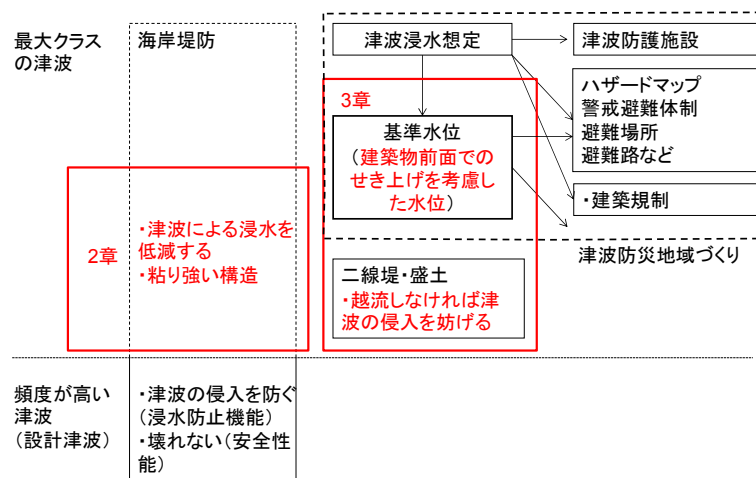 最大クラス
の津波
海岸堤防
津波浸水想定
津波防護施設
3章
ハザードマップ
警戒避難体制
避難場所
避難路など
基準水位
（建築物前面での
せき上げを考慮し
た水位）
・建築規制
2章
・津波による浸水を
低減する
・粘り強い構造
津波防災地域づくり
二線堤・盛土
・越流しなければ津
波の侵入を妨げる
頻度が高い
津波
（設計津波）
・津波の侵入を防ぐ
（浸水防止機能）
・壊れない（安全性
能）